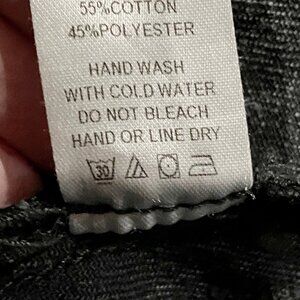 55%COTTON
45%POLYESTER
HAND WASH
WITH COLD WATER
DO NOT BLEACH
HAND OR LINE DRY
30